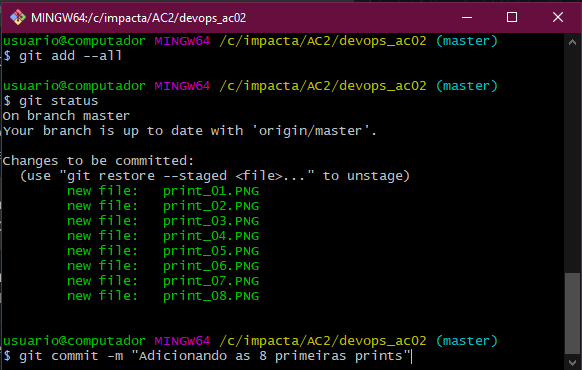 MINGW64:/c/impacta/AC2/devops_ac02
usuario@computador MINGW64 /c/impacta/AC2/devops_ac02 (master)
$ git add --all
usuario@computador MINGW64 /c/impacta/AC2/devops_ac02 (master)
$ git status
On branch master
Your branch is up to date with 'origin/master'.
Changes to be committed:
(use "git restore --staged <file>..." to unstage)
new file: print_01.PNG
new file: print_02.PNG
new file: print_03.PNG
new file: print_04.PNG
new file: print_05.PNG
new file: print_06.PNG
new file: print_07.PNG
new file: print_08.PNG
usuario@computador MINGW64 /c/impacta/AC2/devops_ac02 (master)
$ git commit -m "Adicionando as 8 primeiras prints"